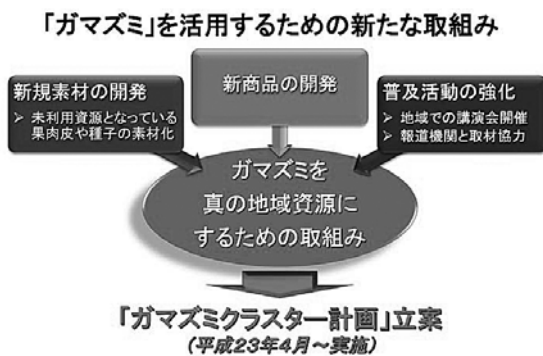 「ガマズミ」を活用するための新たな取組み
新規素材の開発
➢ 未利用資源となっている
果肉皮や種子の素材化
新商品の開発
普及活動の強化
➢ 地域での講演会開催
➢ 報道機関と取材協力
ガマズミを
真の地域資源に
するための取組み
「ガマズミクラスター計画」立案
(平成23年4月～実施)